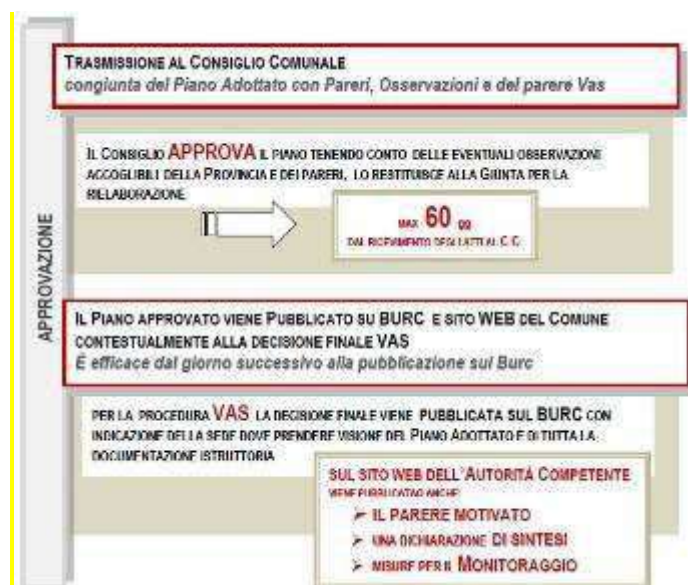 APPROVAZIONE
TRASMISSIONE AL CONSIGLIO COMUNALE
congiunta del Piano Adottato con Pareri, Osservazioni e del parere Vas
IL CONSIGLIO APPROVA IL PIANO TENENDO CONTO DELLE EVENTUALI OSSERVAZIONI
ACCOGLIBILI DELLA PROVINCIA E DEI PARERI, LO RESTITUISCE ALLA GIUNTA PER LA
RIELABORAZIONE
MAX 60 gg
DAL RICEVIMENTO DEGLI ATTI AL C.C.
IL PIANO APPROVATO VIENE PUBBLICATO SU BURC E SITO WEB DEL COMUNE
CONTESTUALMENTE ALLA DECISIONE FINALE VAS
È efficace dal giorno successivo alla pubblicazione sul Burc
PER LA PROCEDURA VAS LA DECISIONE FINALE VIENE PUBBLICATA SUL BURC CON
INDICAZIONE DELLA SEDE DOVE PRENDERE VISIONE DEL PIANO ADOTTATO E DI TUTTA LA
DOCUMENTAZIONE ISTRUTTORIA
SUL SITO WEB DELL'AUTORITÀ COMPETENTE
VIENE PUBBLICATAO ANCHE:
➢ IL PARERE MOTIVATO
➢ UNA DICHIARAZIONE DI SINTESI
➢ MISURE PER IL MONITORAGGIO